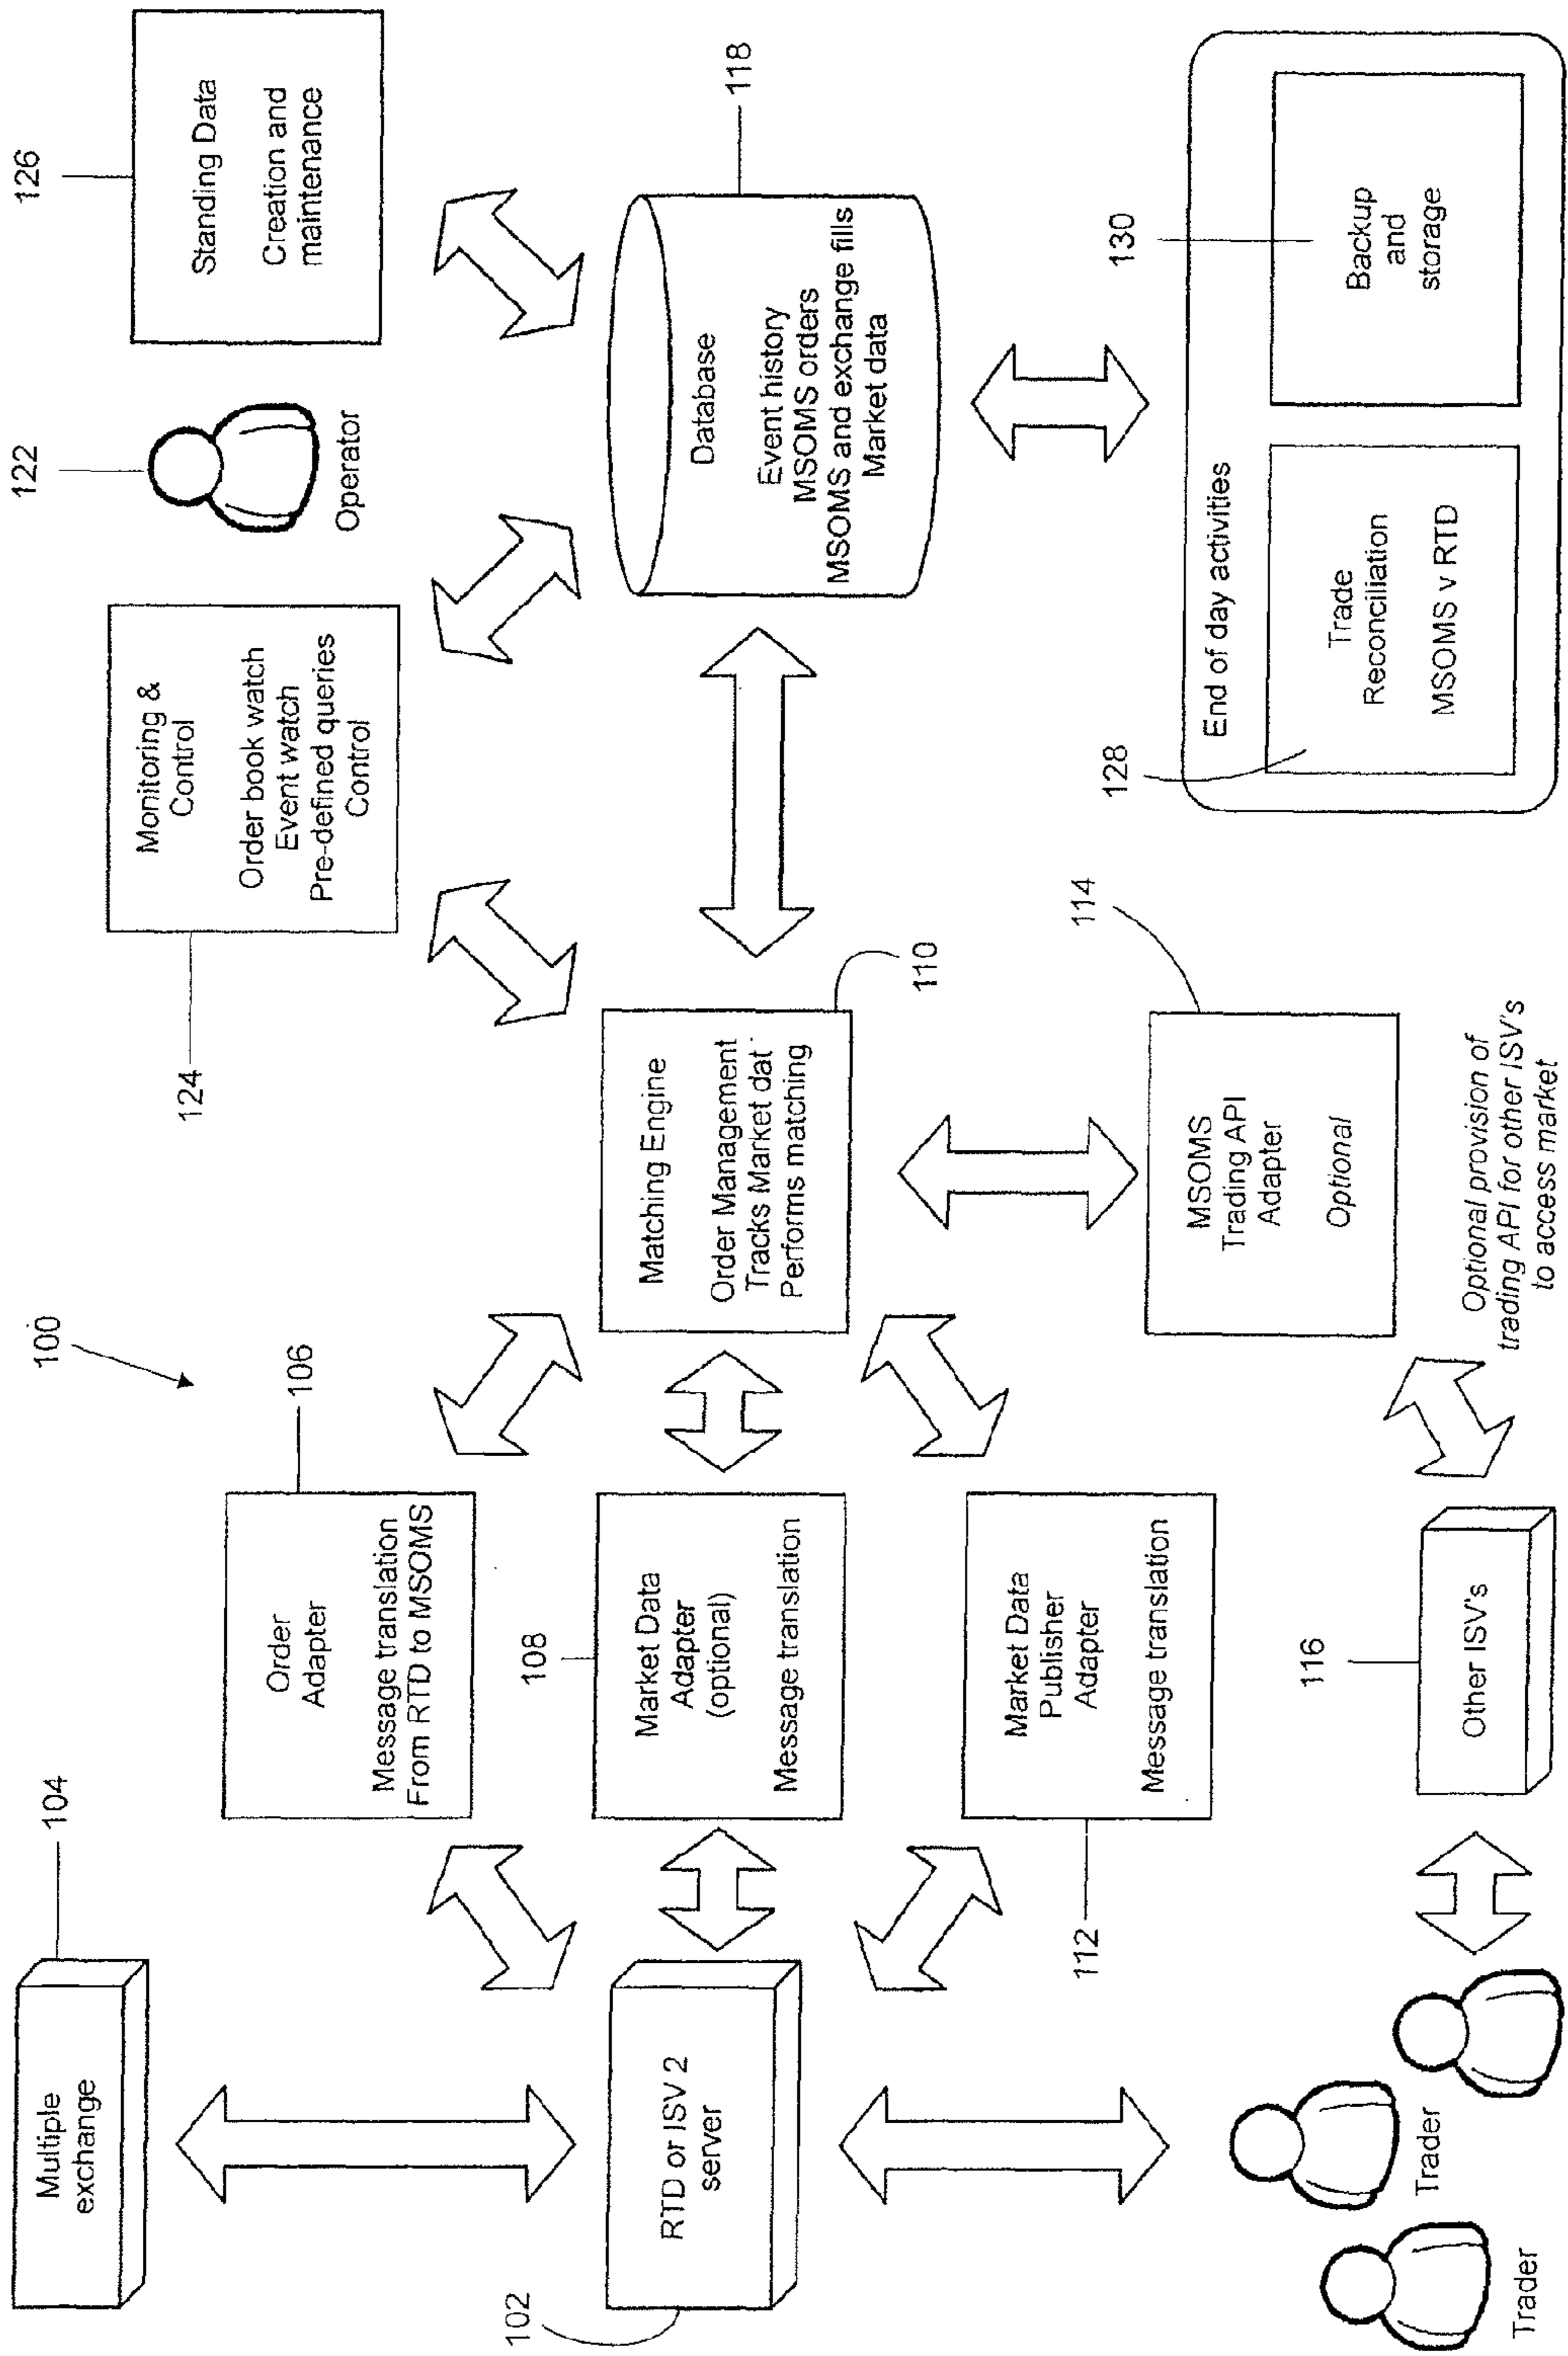 100
Multiple
exchange
104
RTD or ISV 2
server
102
Trader
Trader
Order
Adapter
Message translation
From RTD to MSOMS
106
Market Data
Adapter
(optional)
Message translation
108
Market Data
Publisher
Adapter
Message translation
112
Other ISV's
116
Matching Engine
Order Management
Tracks Market dat
Performs matching
110
MSOMS
Trading API
Adapter
Optional
114
Optional provision of
trading API for other ISV's
to access market
Monitoring &
Control
Order book watch
Event watch
Pre-defined queries
Control
124
122
Operator
Standing Data
Creation and
maintenance
126
Database
Event history
MSOMS orders
MSOMS and exchange fills
Market data
118
End of day activities
Trade
Reconciliation
MSOMS v RTD
128
Backup
and
storage
130